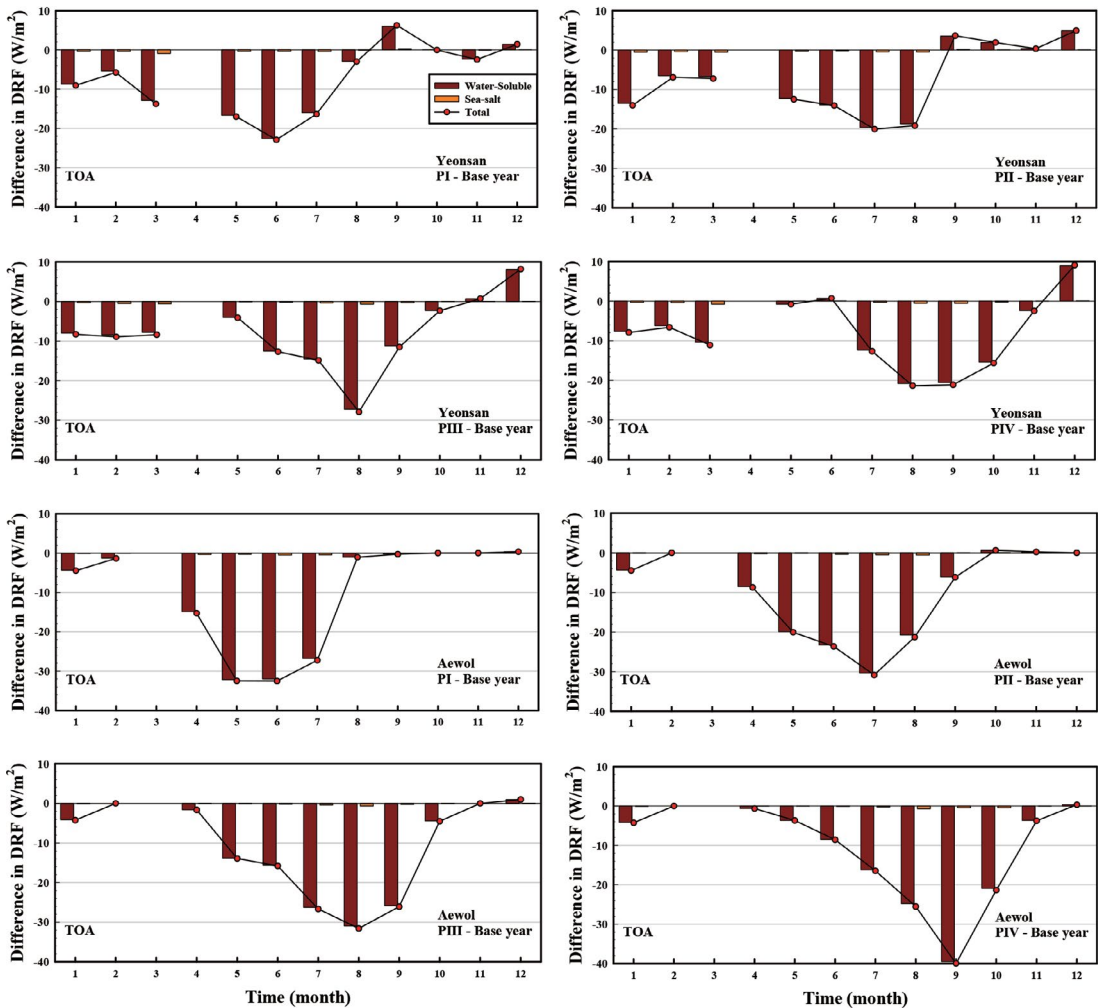 Difference in DRF (W/m²)
10
0
-10
-20
-30
-40
Water-Soluble
Sea-salt
Total
TOA
Yeonsan
PI - Base year
1 2 3 4 5 6 7 8 9 10 11 12
Difference in DRF (W/m²)
10
0
-10
-20
-30
-40
TOA
Yeonsan
PII - Base year
1 2 3 4 5 6 7 8 9 10 11 12
Difference in DRF (W/m²)
10
0
-10
-20
-30
-40
TOA
Yeonsan
PIII - Base year
1 2 3 4 5 6 7 8 9 10 11 12
Difference in DRF (W/m²)
10
0
-10
-20
-30
-40
TOA
Yeonsan
PIV - Base year
1 2 3 4 5 6 7 8 9 10 11 12
Difference in DRF (W/m²)
10
0
-10
-20
-30
-40
TOA
Aewol
PI - Base year
1 2 3 4 5 6 7 8 9 10 11 12
Difference in DRF (W/m²)
10
0
-10
-20
-30
-40
TOA
Aewol
PII - Base year
1 2 3 4 5 6 7 8 9 10 11 12
Difference in DRF (W/m²)
10
0
-10
-20
-30
-40
TOA
Aewol
PIII - Base year
1 2 3 4 5 6 7 8 9 10 11 12
Time (month)
Difference in DRF (W/m²)
10
0
-10
-20
-30
-40
TOA
Aewol
PIV - Base year
1 2 3 4 5 6 7 8 9 10 11 12
Time (month)